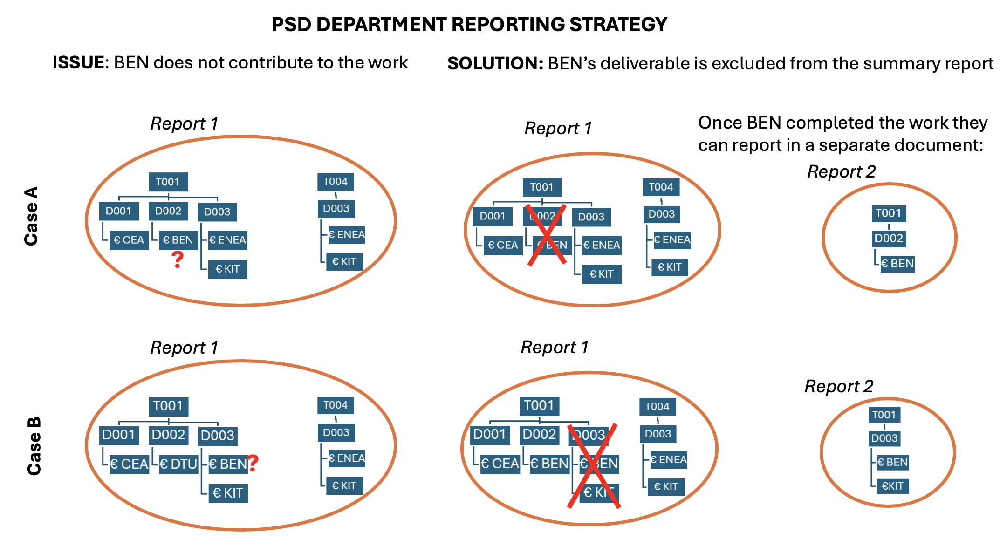 PSD DEPARTMENT REPORTING STRATEGY
ISSUE: BEN does not contribute to the work
SOLUTION: BEN’s deliverable is excluded from the summary report
Case A
Report 1
T001
D001 D002 D003
€ CEA € BEN € ENEA
?
€ KIT
T004
D003
€ ENEA
€ KIT
Report 1
T001
D001 D002 D003
€ CEA € BEN € ENEA
€ KIT
T004
D003
€ ENEA
€ KIT
Once BEN completed the work they
can report in a separate document:
Report 2
T001
D002
€ BEN
Case B
Report 1
T001
D001 D002 D003
€ CEA € DTU € BEN ?
€ KIT
T004
D003
€ ENEA
€ KIT
Report 1
T001
D001 D002 D003
€ CEA € BEN € BEN
€ KIT
T004
D003
€ ENEA
€ KIT
Report 2
T001
D003
€ BEN
€KIT